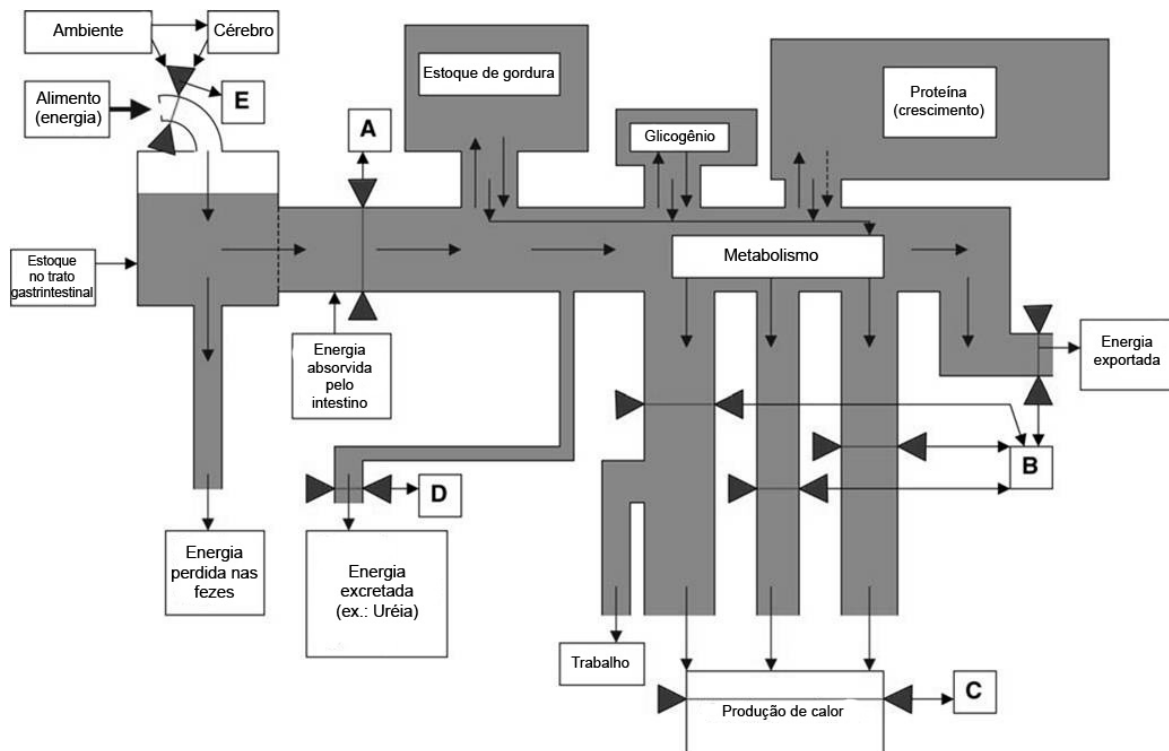 Ambiente
Cérebro
Alimento
(energia)
E
A
Estoque de gordura
Glicogênio
Proteína
(crescimento)
Estoque
no trato
gastrintestinal
Metabolismo
Energia
absorvida
pelo
intestino
Energia
exportada
B
D
Energia
perdida nas
fezes
Energia
excretada
(ex.: Uréia)
Trabalho
Produção de calor
C